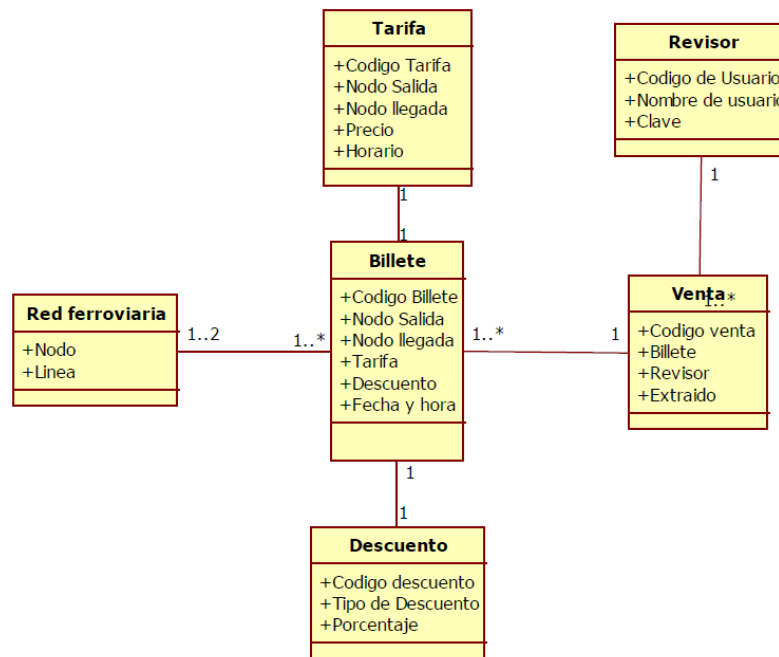 Tarifa
+Codigo Tarifa
+Nodo Salida
+Nodo llegada
+Precio
+Horario
1
Revisor
+Codigo de Usuario
+Nombre de usuario
+Clave
1
1
Billete
+Codigo Billete
+Nodo Salida
+Nodo llegada
+Tarifa
+Descuento
+Fecha y hora
Red ferroviaria
+Nodo
+Linea
1..2
1..*
1..*
1
1..*
Venta
+Codigo venta
+Billete
+Revisor
+Extraido
1
1
Descuento
+Codigo descuento
+Tipo de Descuento
+Porcentaje